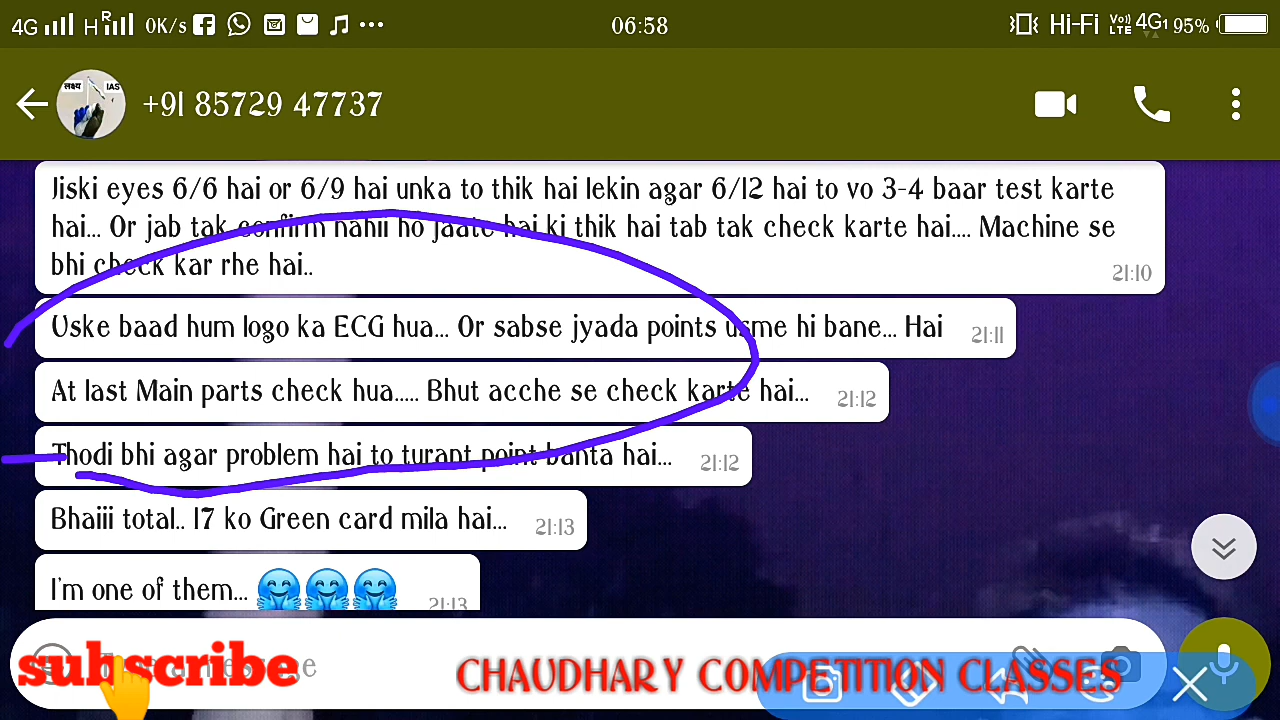 4G H R 0K/s 06:58 Hi-Fi Vo)) LTE 4G1 95%
लक्ष्य IAS
+91 85729 47737
Jiski eyes 6/6 hai or 6/9 hai unka to thik hai lekin agar 6/12 hai to vo 3-4 baar test karte
hai... Or jab tak confirm nahii ho jaate hai ki thik hai tab tak check karte hai.... Machine se
bhi check kar rhe hai..
21:10
Uske baad hum logo ka ECG hua... Or sabse jyada points usme hi bane... Hai 21:11
At last Main parts check hua..... Bhut acche se check karte hai... 21:12
Thodi bhi agar problem hai to turant point banta hai... 21:12
Bhaiii total.. 17 ko Green card mila hai... 21:13
I'm one of them... 🤗🤗🤗 21:13
subscribe
CHAUDHARY COMPETITION CLASSES